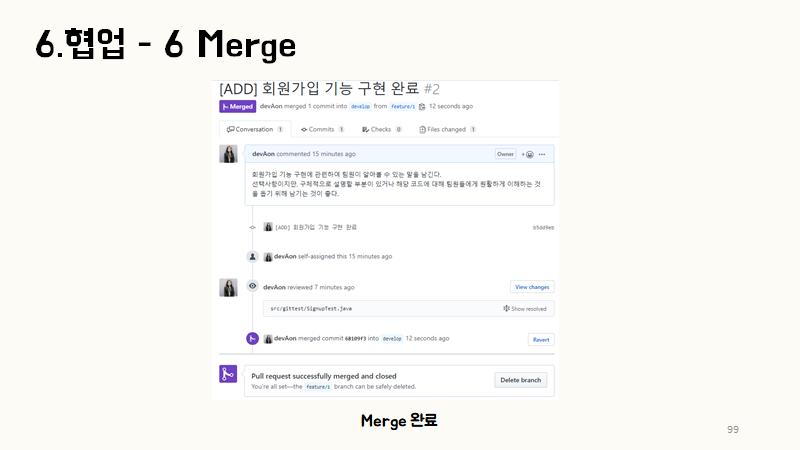 6.협업 - 6 Merge
[ADD] 회원가입 기능 구현 완료 #2
Merged devAon merged 1 commit into develop from feature/1 12 seconds ago
Conversation 1 Commits 1 Checks 0 Files changed 1
devAon commented 15 minutes ago Owner
회원가입 기능 구현에 관련하여 팀원이 알아볼 수 있는 말을 남긴다.
선택사항이지만, 구체적으로 설명할 부분이 있거나 해당 코드에 대해 팀원들에게 원활하게 이해하는 것
을 돕기 위해 남기는 것이 좋다.
[ADD] 회원가입 기능 구현 완료
devAon self-assigned this 15 minutes ago
devAon reviewed 7 minutes ago View changes
src/gittest/SignupTest.java Show resolved
devAon merged commit 68109f3 into develop 12 seconds ago Revert
Pull request successfully merged and closed
You're all set—the feature/1 branch can be safely deleted. Delete branch
Merge 완료
99